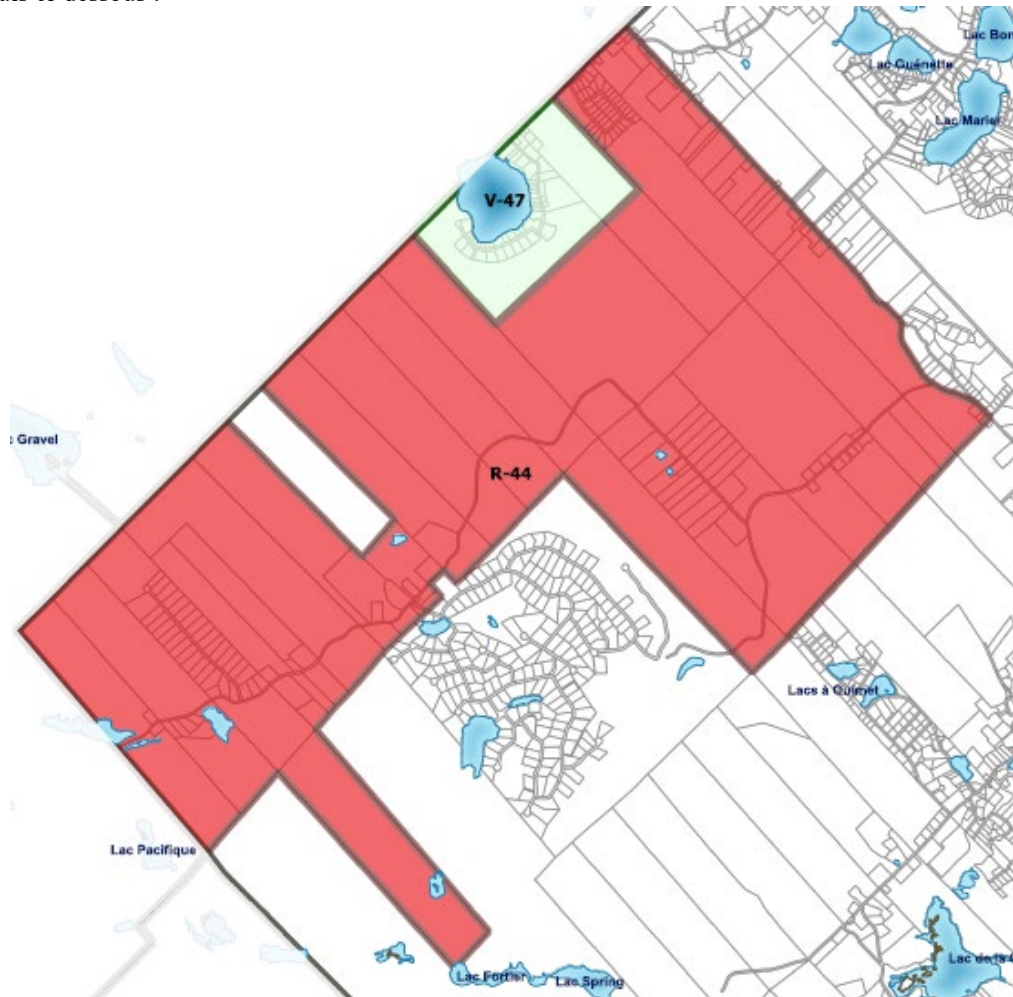 Lac Bon
Lac Guénette
Lac Marier
V-47
c Gravel
R-44
Lacs à Ouimet
Lac Pacifique
Lac Fortier
Lac Spring
Lac de la C